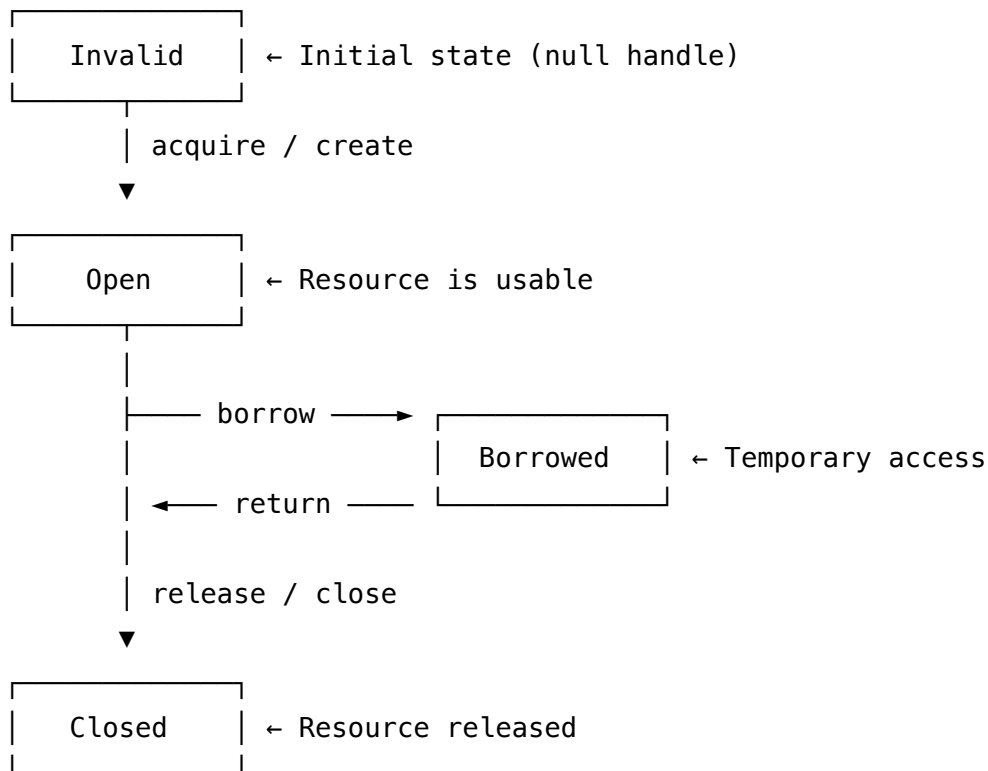 Invalid ← Initial state (null handle)
acquire / create
▼
Open ← Resource is usable
borrow
Borrowed ← Temporary access
return
release / close
▼
Closed ← Resource released